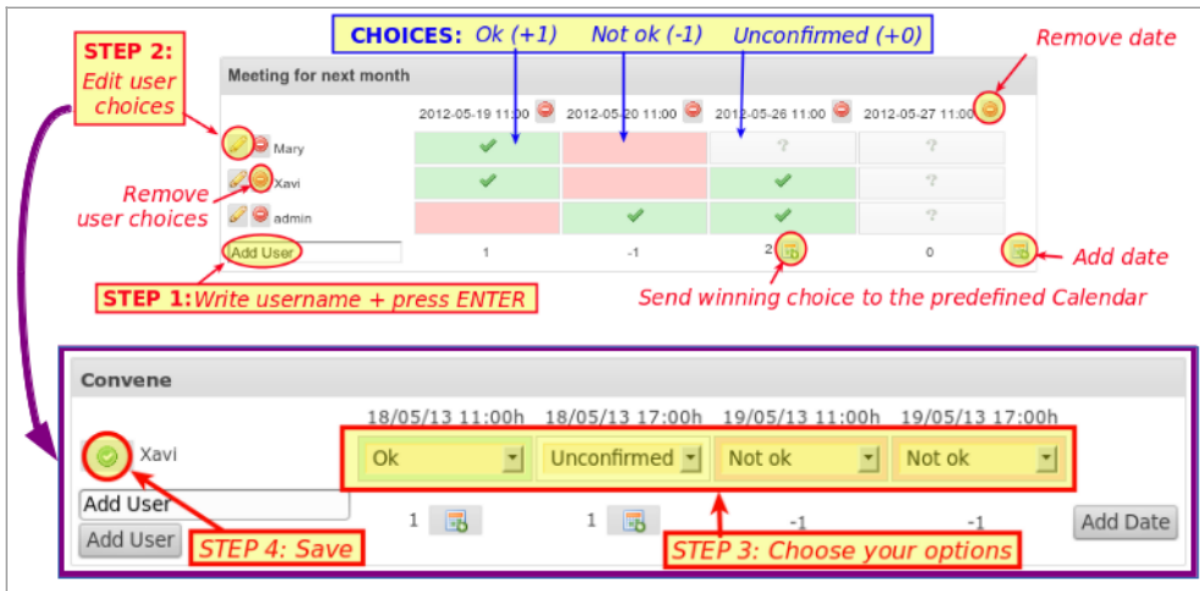 CHOICES: Ok (+1) Not ok (-1) Unconfirmed (+0)
Remove date
STEP 2:
Edit user
choices
Meeting for next month
2012-05-19 11:00 2012-05-20 11:00 2012-05-26 11:00 2012-05-27 11:00
Mary ? ?
Xavi ?
Remove
user choices
admin ?
Add User 1 -1 2 0
Add date
STEP 1: Write username + press ENTER
Send winning choice to the predefined Calendar
Convene
18/05/13 11:00h 18/05/13 17:00h 19/05/13 11:00h 19/05/13 17:00h
Xavi Ok Unconfirmed Not ok Not ok
Add User
1 1 -1 -1 Add Date
Add User
STEP 4: Save
STEP 3: Choose your options